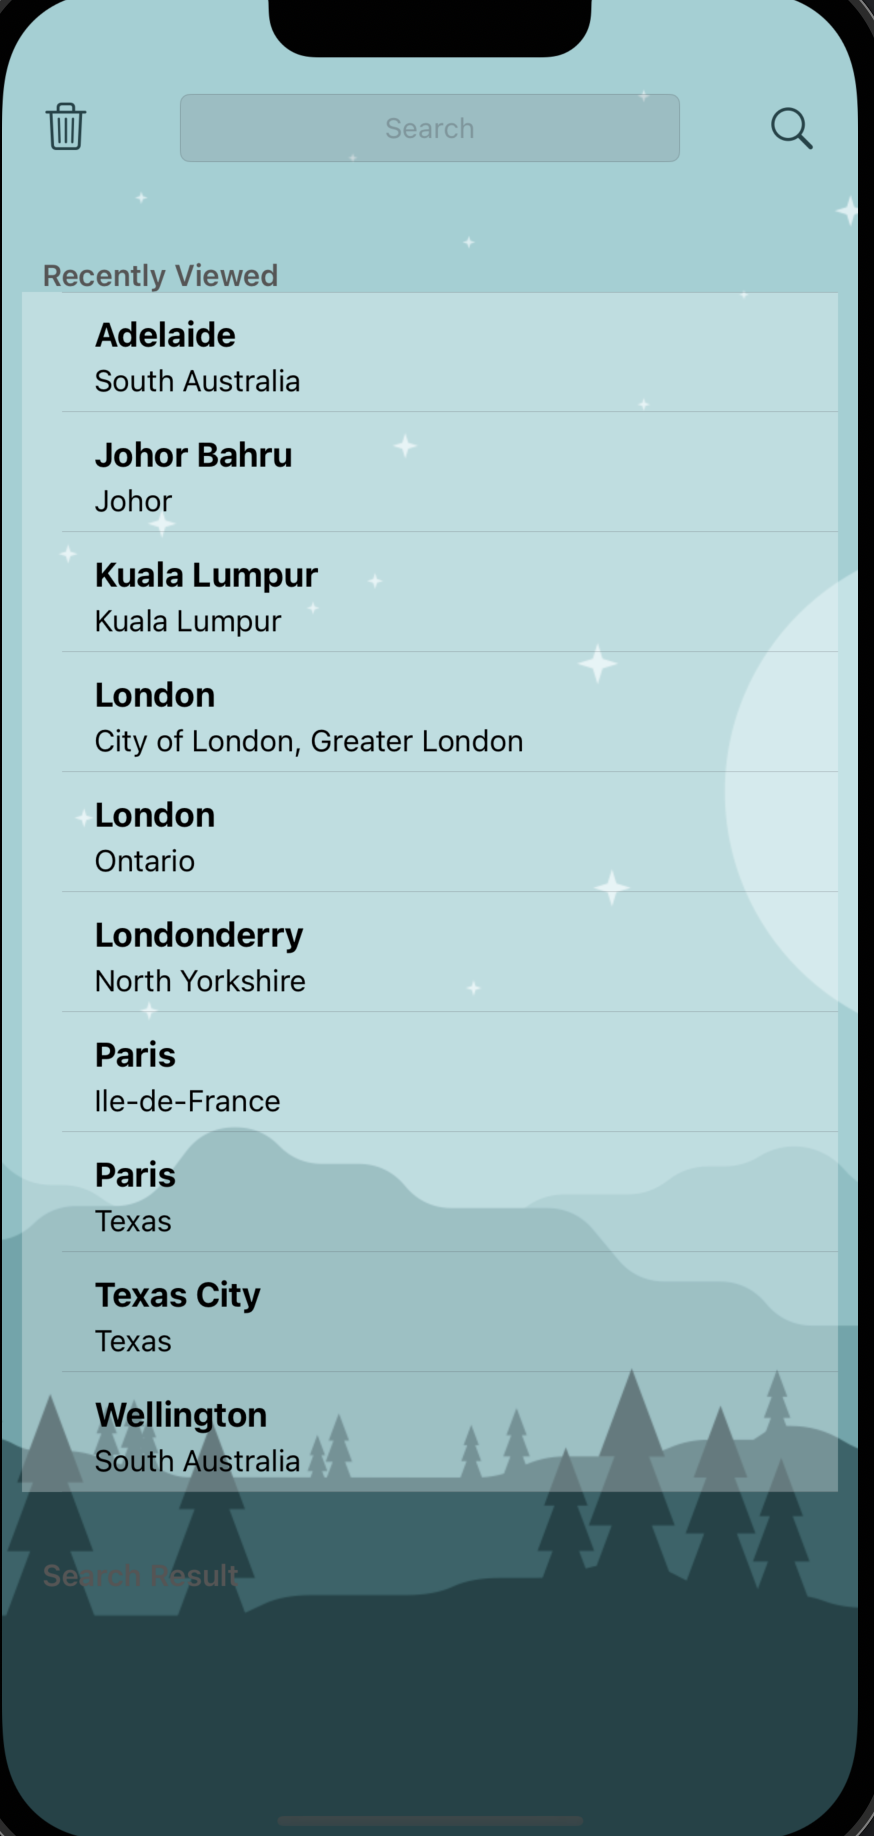 Search
Recently Viewed
Adelaide
South Australia
Johor Bahru
Johor
Kuala Lumpur
Kuala Lumpur
London
City of London, Greater London
London
Ontario
Londonderry
North Yorkshire
Paris
Ile-de-France
Paris
Texas
Texas City
Texas
Wellington
South Australia
Search Result